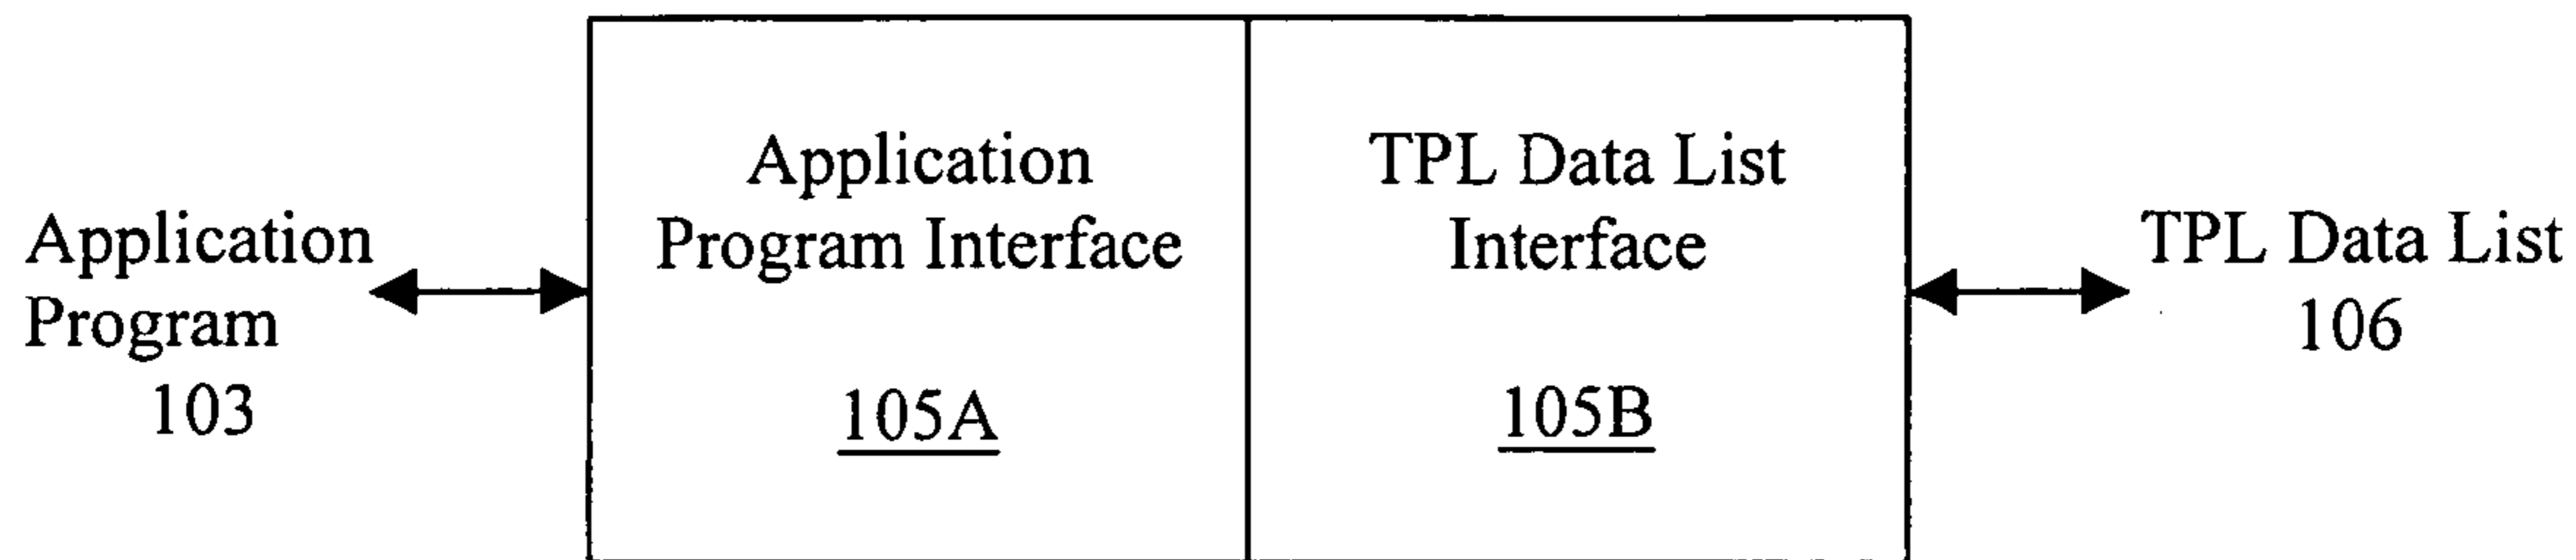 Application
Program
103
Application
Program Interface
105A
TPL Data List
Interface
105B
TPL Data List
106